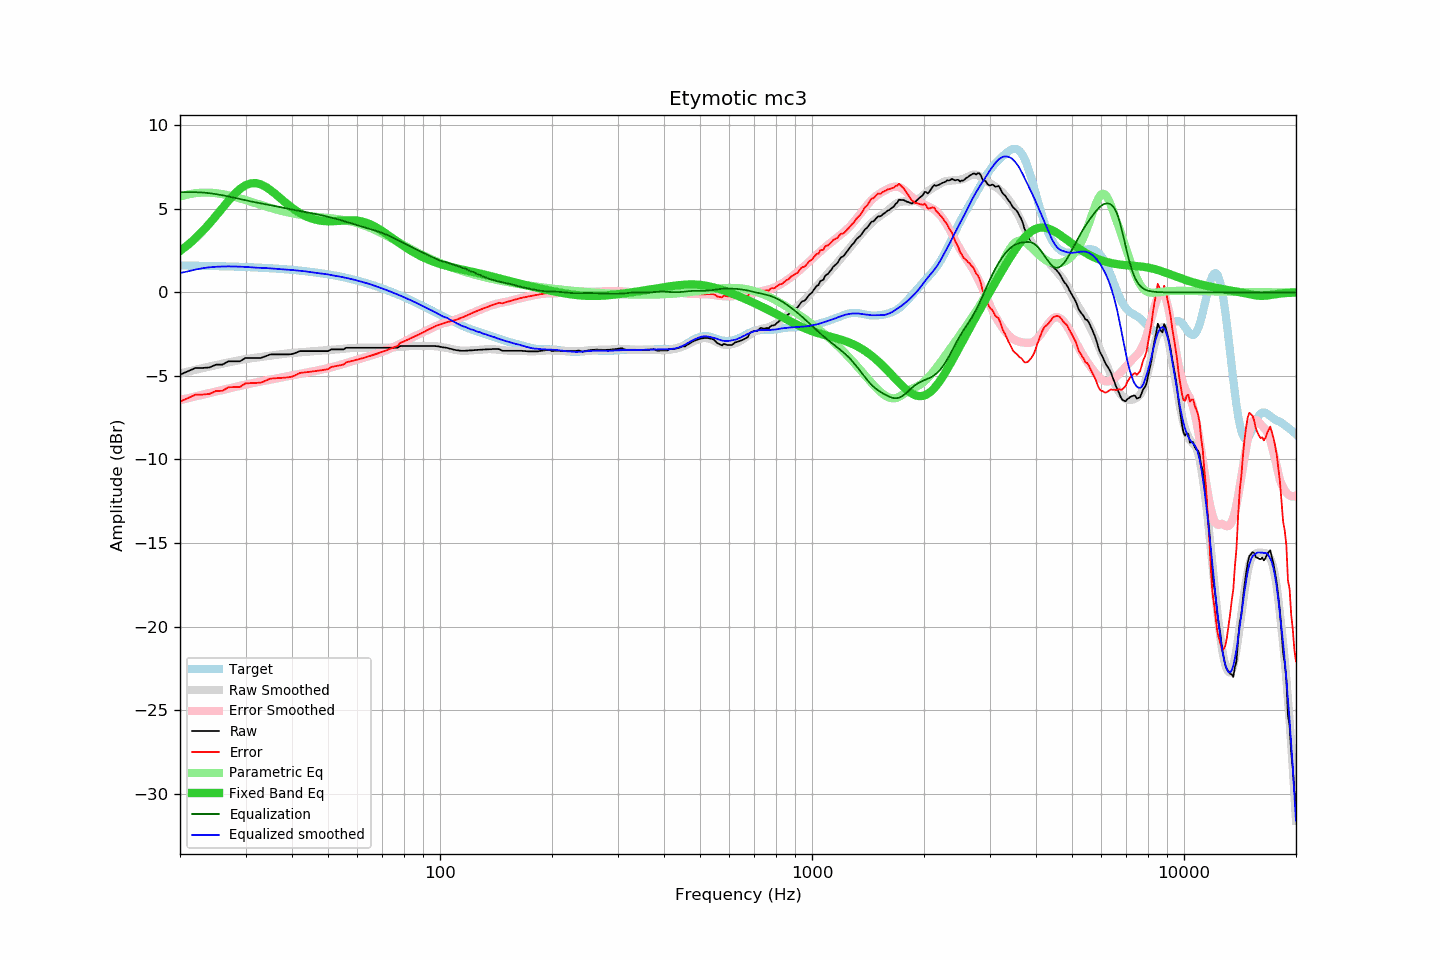 Etymotic mc3
10
5
0
−5
−10
−15
−20
−25
−30
Amplitude (dBr)
Target
Raw Smoothed
Error Smoothed
Raw
Error
Parametric Eq
Fixed Band Eq
Equalization
Equalized smoothed
100
1000
10000
Frequency (Hz)